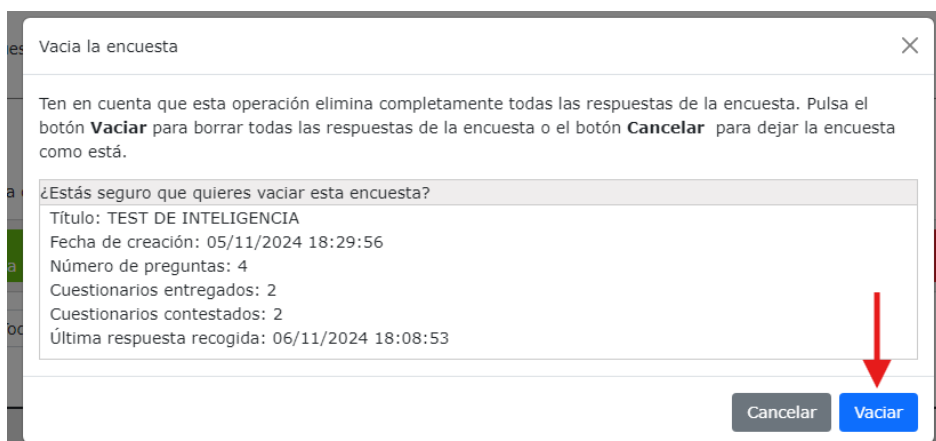 Vacia la encuesta
Ten en cuenta que esta operación elimina completamente todas las respuestas de la encuesta. Pulsa el
botón Vaciar para borrar todas las respuestas de la encuesta o el botón Cancelar para dejar la encuesta
como está.
¿Estás seguro que quieres vaciar esta encuesta?
Título: TEST DE INTELIGENCIA
Fecha de creación: 05/11/2024 18:29:56
Número de preguntas: 4
Cuestionarios entregados: 2
Cuestionarios contestados: 2
Última respuesta recogida: 06/11/2024 18:08:53
Cancelar Vaciar